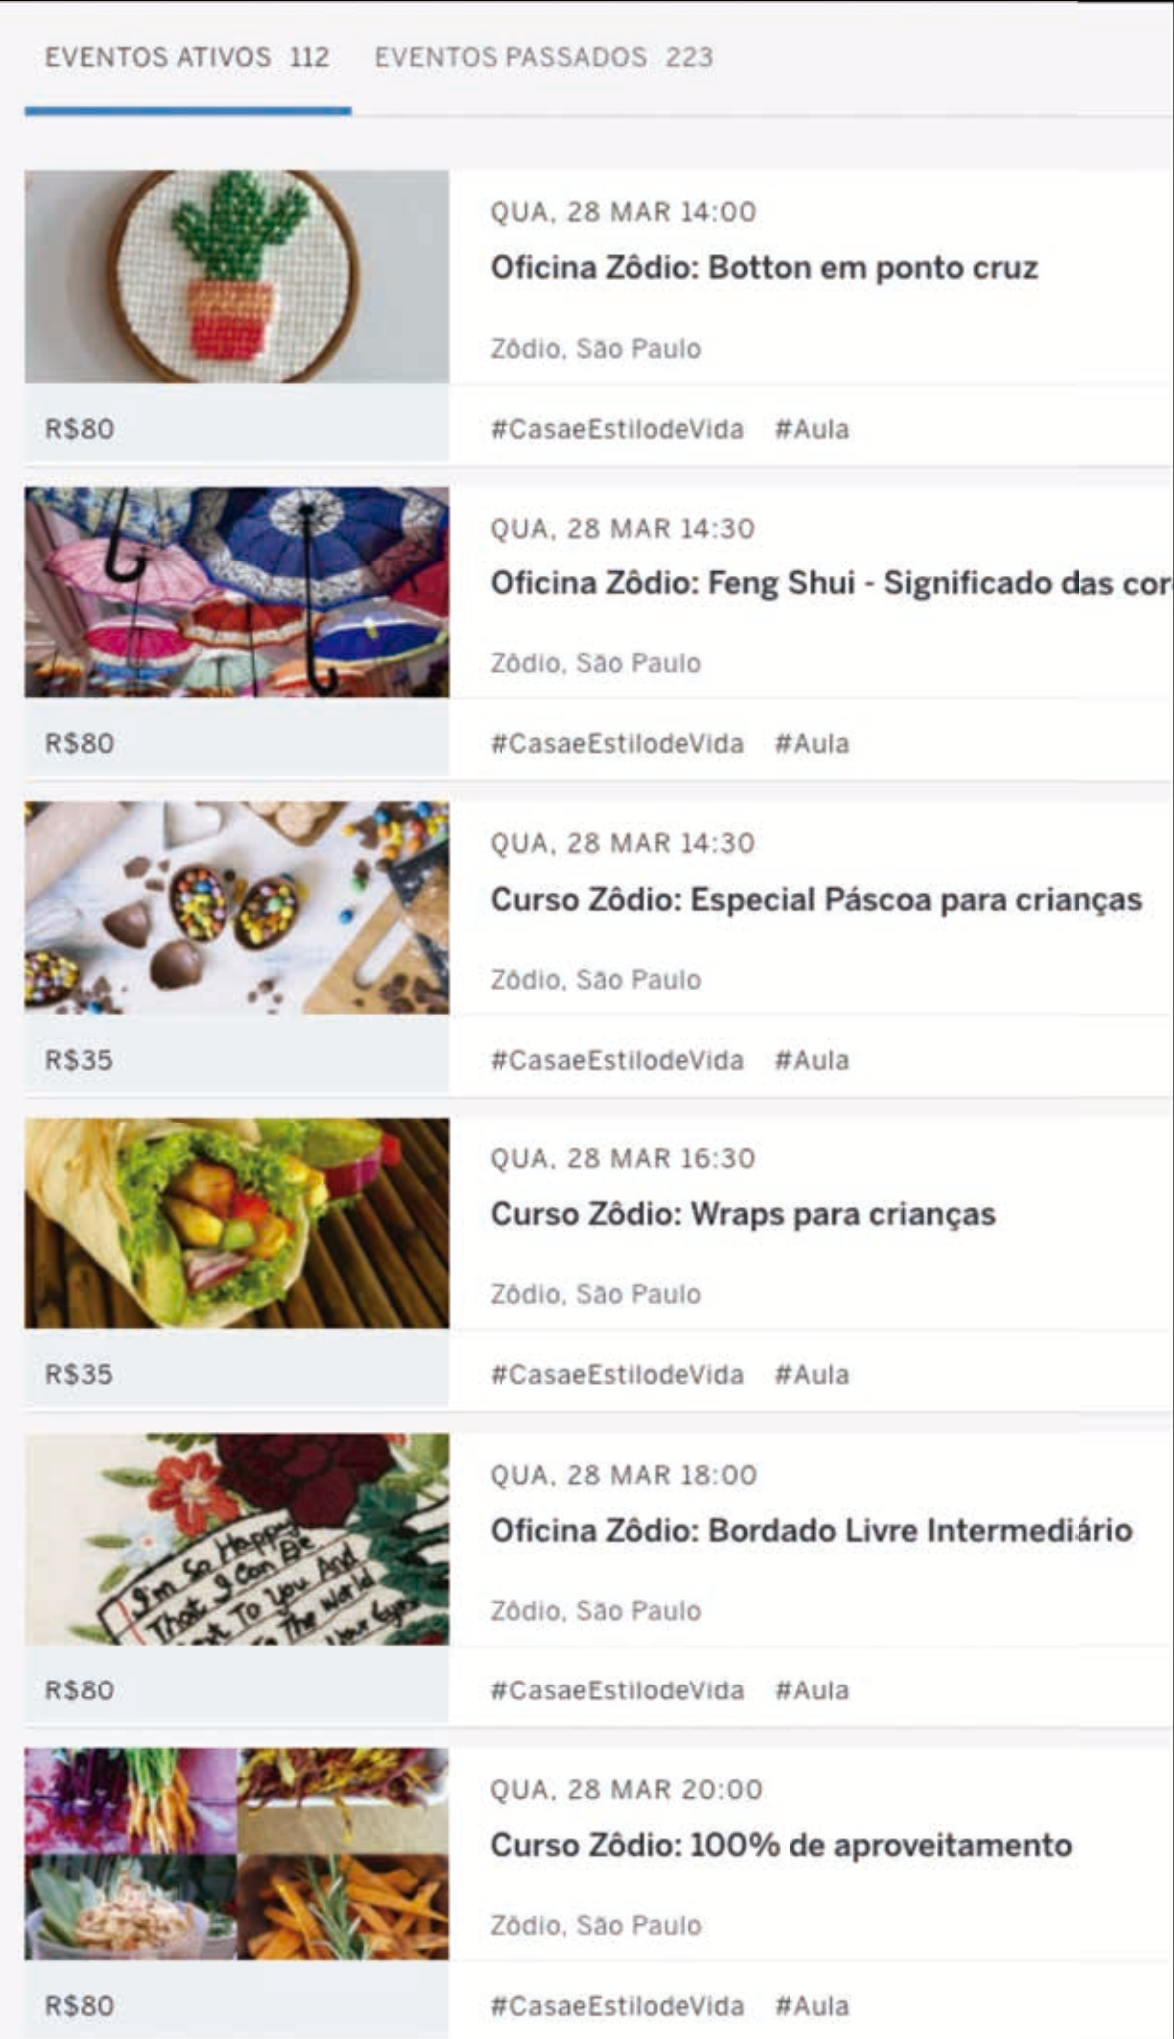 EVENTOS ATIVOS 112 EVENTOS PASSADOS 223
QUA, 28 MAR 14:00
Oficina Zôdio: Botton em ponto cruz
Zôdio, São Paulo
R$80 #CasaeEstilodeVida #Aula
QUA, 28 MAR 14:30
Oficina Zôdio: Feng Shui - Significado das cor
Zôdio, São Paulo
R$80 #CasaeEstilodeVida #Aula
QUA, 28 MAR 14:30
Curso Zôdio: Especial Páscoa para crianças
Zôdio, São Paulo
R$35 #CasaeEstilodeVida #Aula
QUA, 28 MAR 16:30
Curso Zôdio: Wraps para crianças
Zôdio, São Paulo
R$35 #CasaeEstilodeVida #Aula
QUA, 28 MAR 18:00
Oficina Zôdio: Bordado Livre Intermediário
Zôdio, São Paulo
I'm So Happy
That I Can Be
To You And
To The World
Your Eyes
R$80 #CasaeEstilodeVida #Aula
QUA, 28 MAR 20:00
Curso Zôdio: 100% de aproveitamento
Zôdio, São Paulo
R$80 #CasaeEstilodeVida #Aula